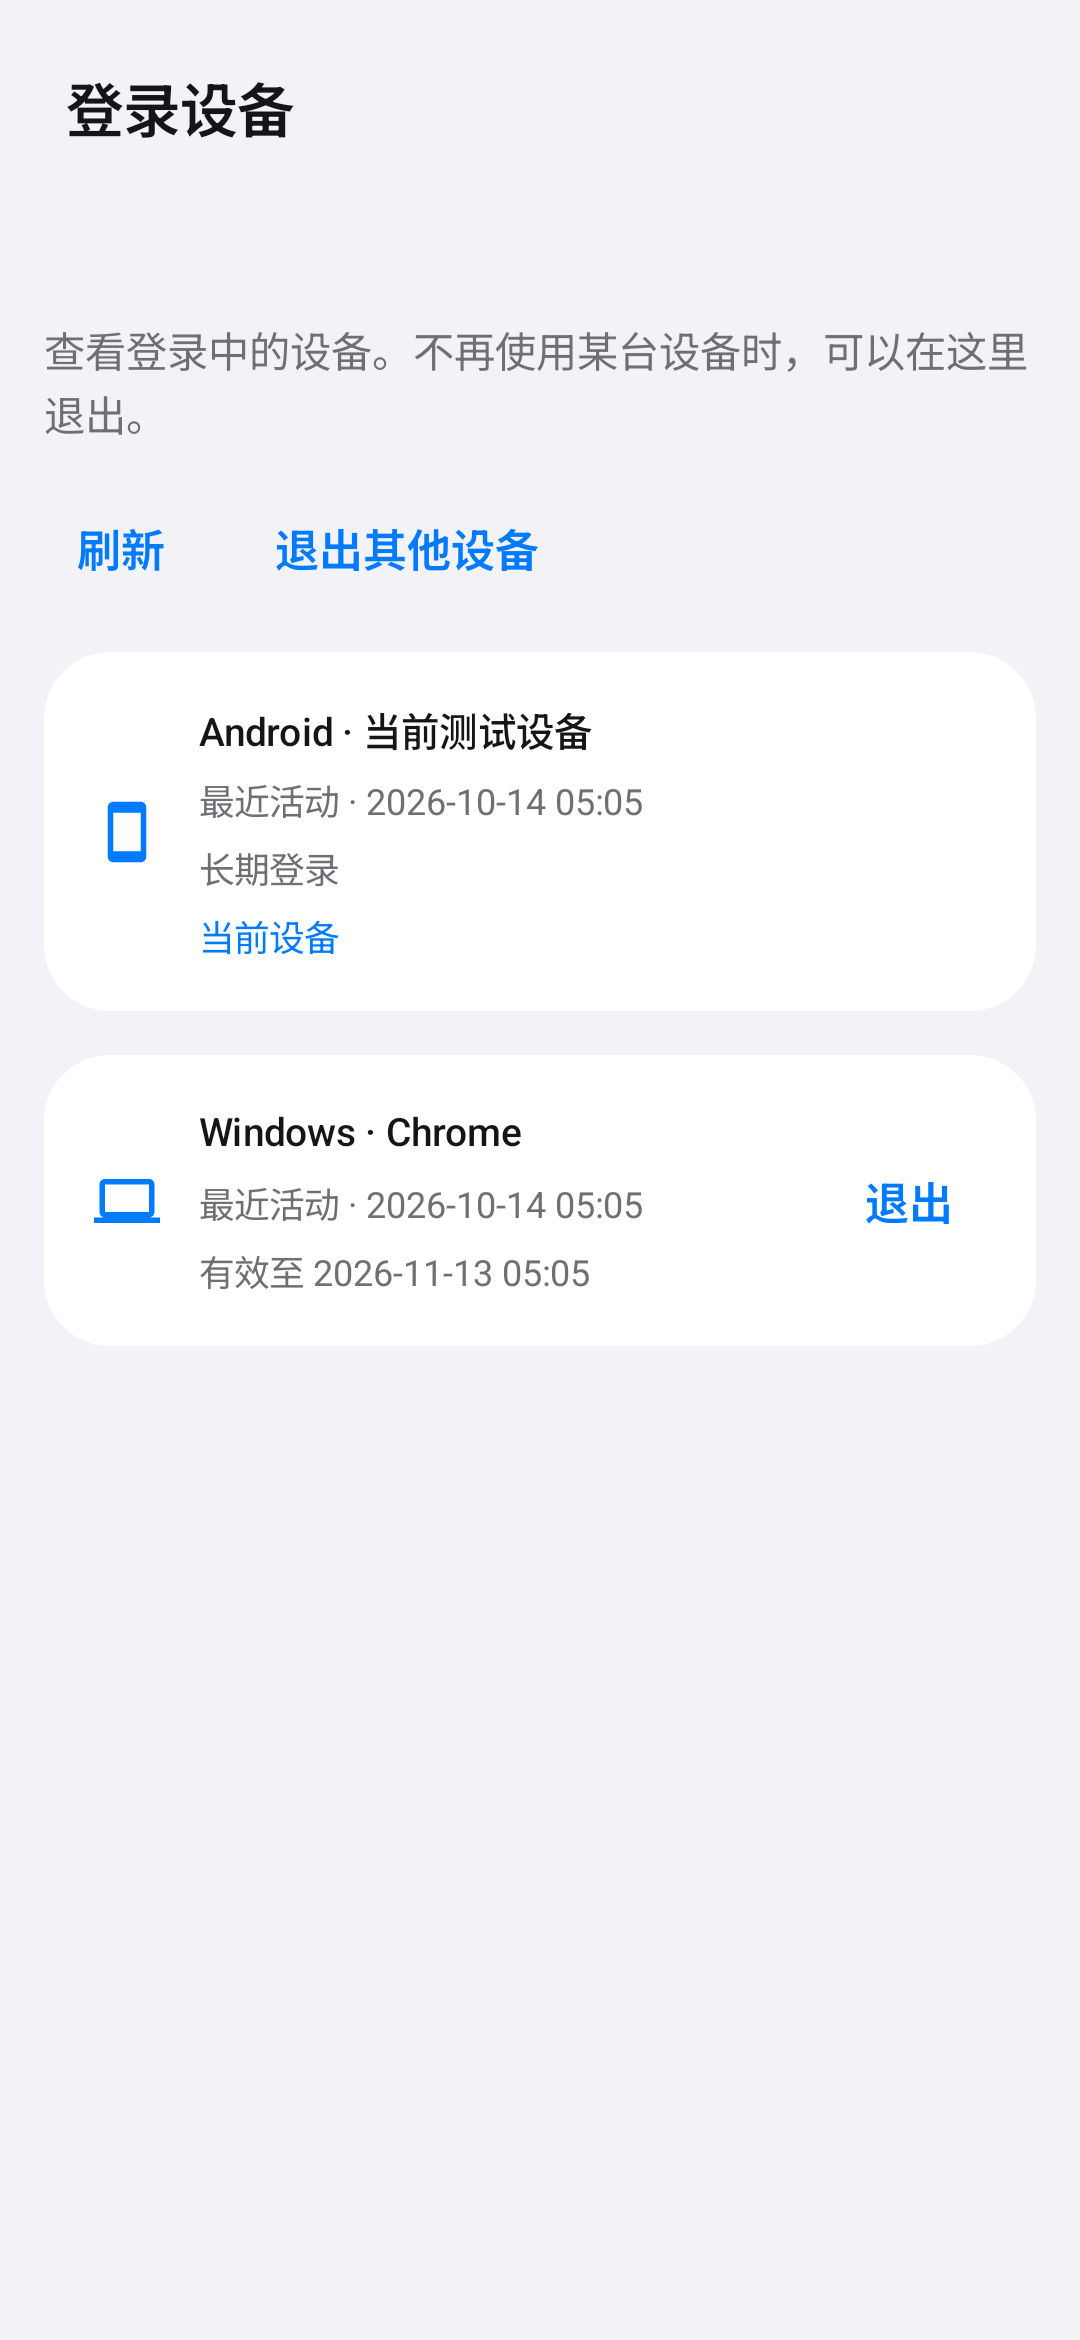 登录设备
查看登录中的设备。不再使用某台设备时，可以在这里
退出。
刷新 退出其他设备
Android · 当前测试设备
最近活动 · 2026-10-14 05:05
长期登录
当前设备
Windows · Chrome
最近活动 · 2026-10-14 05:05
退出
有效至 2026-11-13 05:05